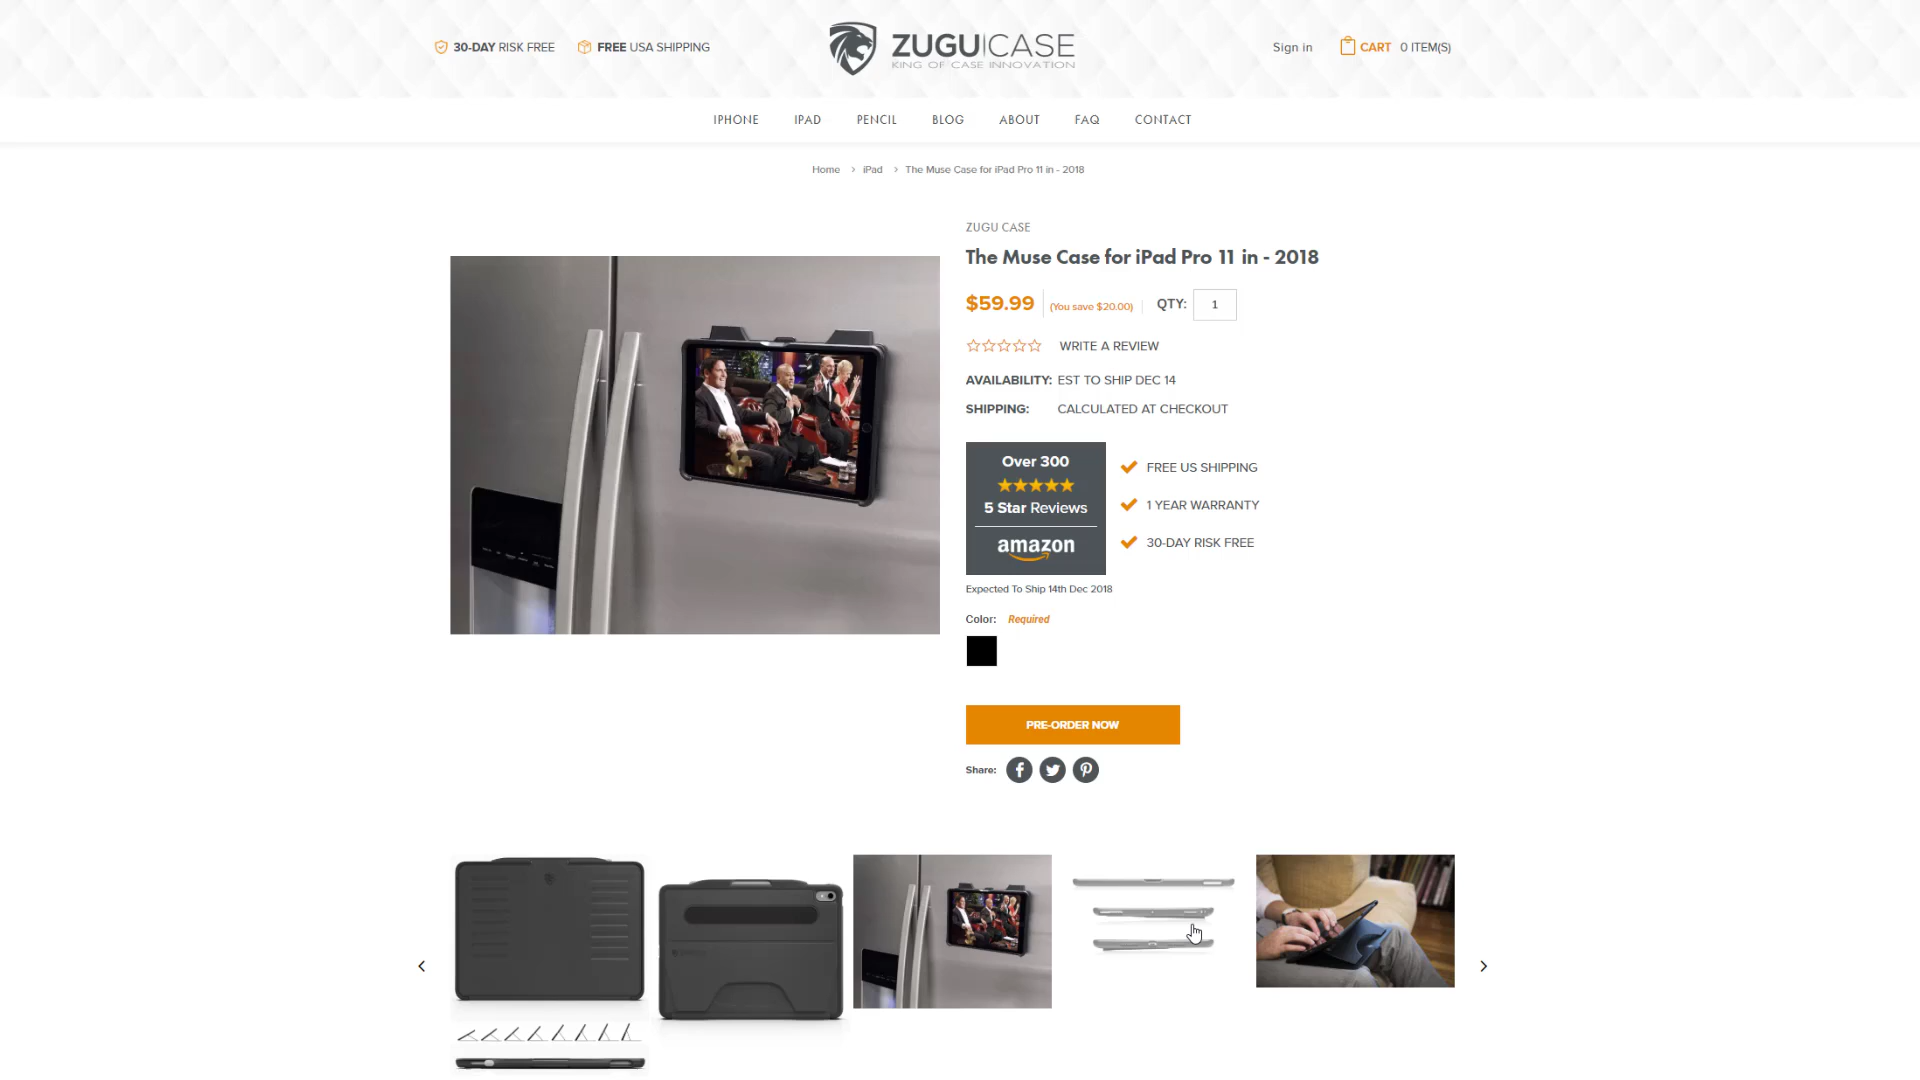 30-DAY RISK FREE
FREE USA SHIPPING
ZUGU CASE
KING OF CASE INNOVATION
Sign in
CART 0 ITEM(S)
IPHONE IPAD PENCIL BLOG ABOUT FAQ CONTACT
Home > iPad > The Muse Case for iPad Pro 11 in - 2018
ZUGU CASE
The Muse Case for iPad Pro 11 in - 2018
$59.99 (You save $20.00) QTY: 1
WRITE A REVIEW
AVAILABILITY: EST TO SHIP DEC 14
SHIPPING: CALCULATED AT CHECKOUT
Over 300
5 Star Reviews
amazon
FREE US SHIPPING
1 YEAR WARRANTY
30-DAY RISK FREE
Expected To Ship 14th Dec 2018
Color: Required
PRE-ORDER NOW
Share: